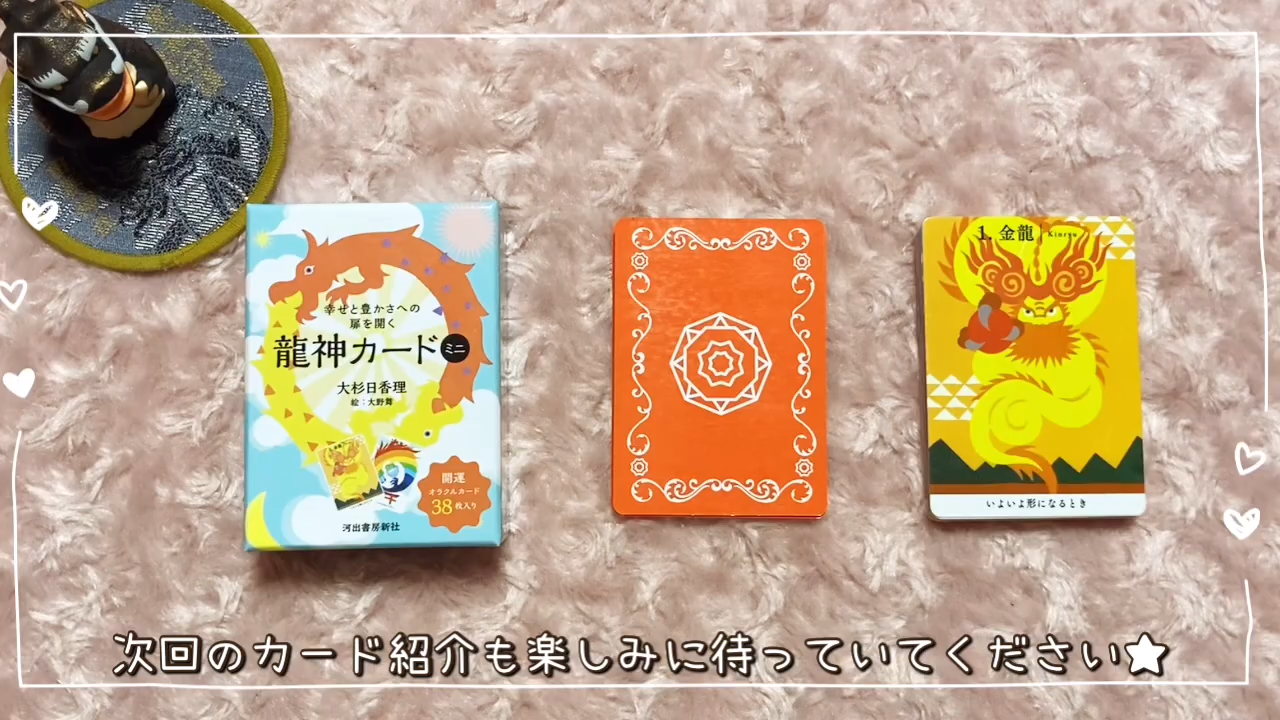 幸せと豊かさへの
扉を開く
龍神カード ミニ
大杉日香理
絵：大野舞
開運
オラクルカード
38枚入り
河出書房新社
1. 金龍 Kinryu
いよいよ形になるとき
次回のカード紹介も楽しみに待っていてください★